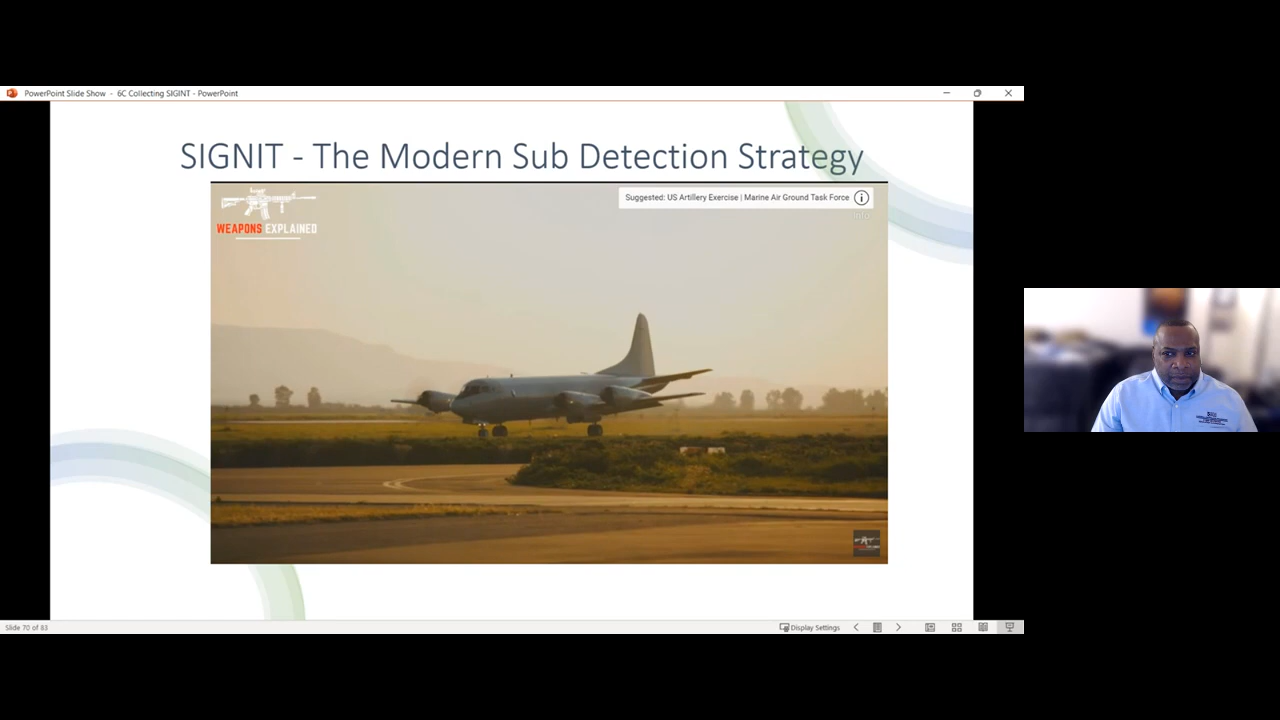 PowerPoint Slide Show - 6C Collecting SIGINT - PowerPoint
SIGNIT - The Modern Sub Detection Strategy
WEAPONS EXPLAINED
Suggested: US Artillery Exercise | Marine Air Ground Task Force
Info
Slide 70 of 83
Display Settings